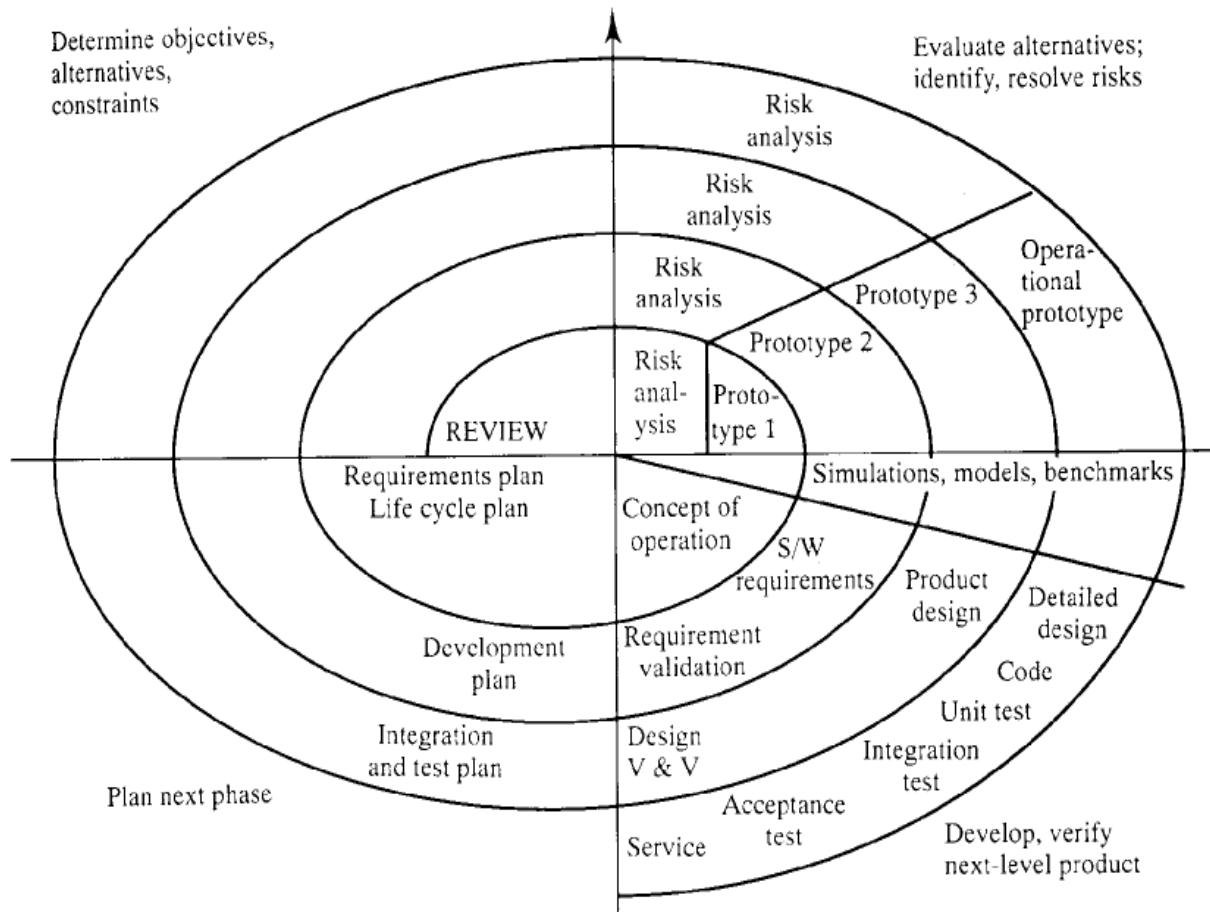 Determine objectives,
alternatives,
constraints
Evaluate alternatives;
identify, resolve risks
Risk
analysis
Risk
analysis
Risk
analysis
Risk
anal-
ysis
Proto-
type 1
Prototype 2
Prototype 3
Opera-
tional
prototype
REVIEW
Requirements plan
Life cycle plan
Simulations, models, benchmarks
Concept of
operation
S/W
requirements
Product
design
Detailed
design
Development
plan
Requirement
validation
Code
Unit test
Integration
and test plan
Design
V & V
Integration
test
Plan next phase
Acceptance
test
Service
Develop, verify
next-level product